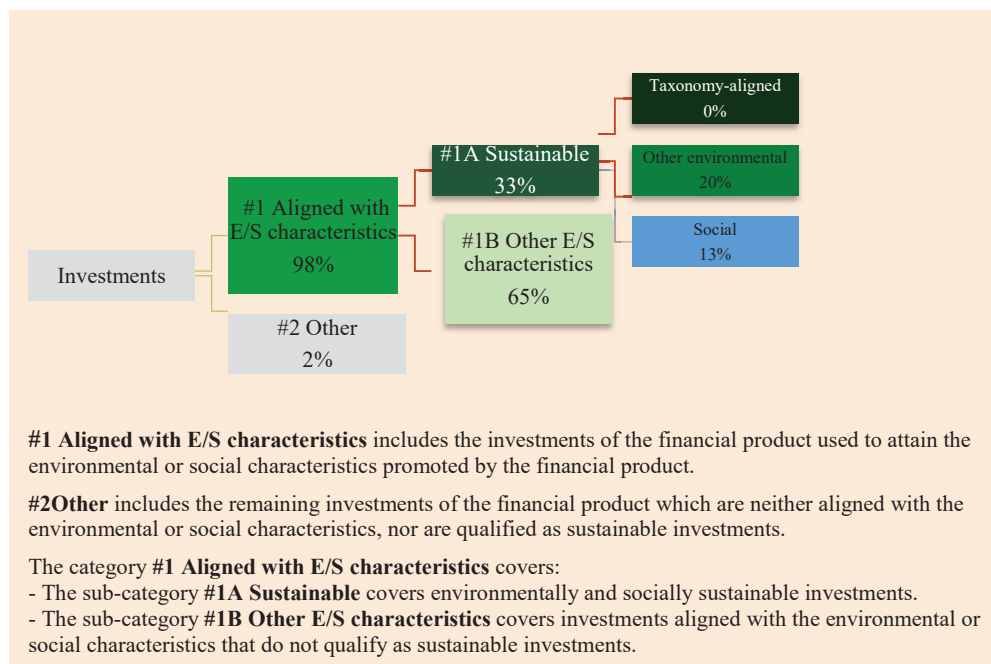 Taxonomy-aligned
0%
#1A Sustainable
33%
Other environmental
20%
#1 Aligned with
E/S characteristics
98%
#1B Other E/S
characteristics
65%
Social
13%
Investments
#2 Other
2%
#1 Aligned with E/S characteristics includes the investments of the financial product used to attain the
environmental or social characteristics promoted by the financial product.
#2Other includes the remaining investments of the financial product which are neither aligned with the
environmental or social characteristics, nor are qualified as sustainable investments.
The category #1 Aligned with E/S characteristics covers:
- The sub-category #1A Sustainable covers environmentally and socially sustainable investments.
- The sub-category #1B Other E/S characteristics covers investments aligned with the environmental or
social characteristics that do not qualify as sustainable investments.